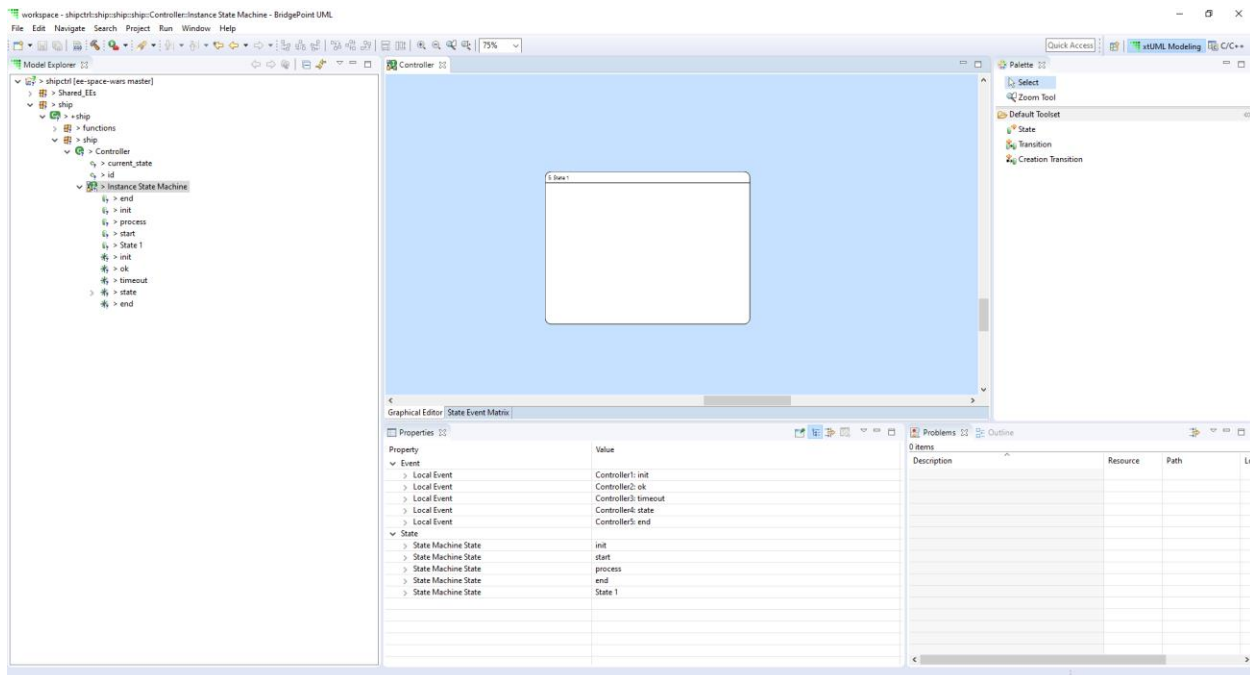 workspace - shipctrl::ship::ship::ship::Controller::Instance State Machine - BridgePoint UML
File Edit Navigate Search Project Run Window Help
75%
Quick Access
xtUML Modeling
C/C++
Model Explorer
> shipctrl [ee-space-wars master]
> Shared_EEs
> ship
> +ship
> functions
> ship
> Controller
> current_state
> id
> Instance State Machine
> end
> init
> process
> start
> State 1
> init
> ok
> timeout
> state
> end
Controller
5. State 1
Graphical Editor State Event Matrix
Palette
Select
Zoom Tool
Default Toolset
State
Transition
Creation Transition
Properties
Property Value
Event
Local Event Controller1: init
Local Event Controller2: ok
Local Event Controller3: timeout
Local Event Controller4: state
Local Event Controller5: end
State
State Machine State init
State Machine State start
State Machine State process
State Machine State end
State Machine State State 1
Problems Outline
0 items
Description Resource Path